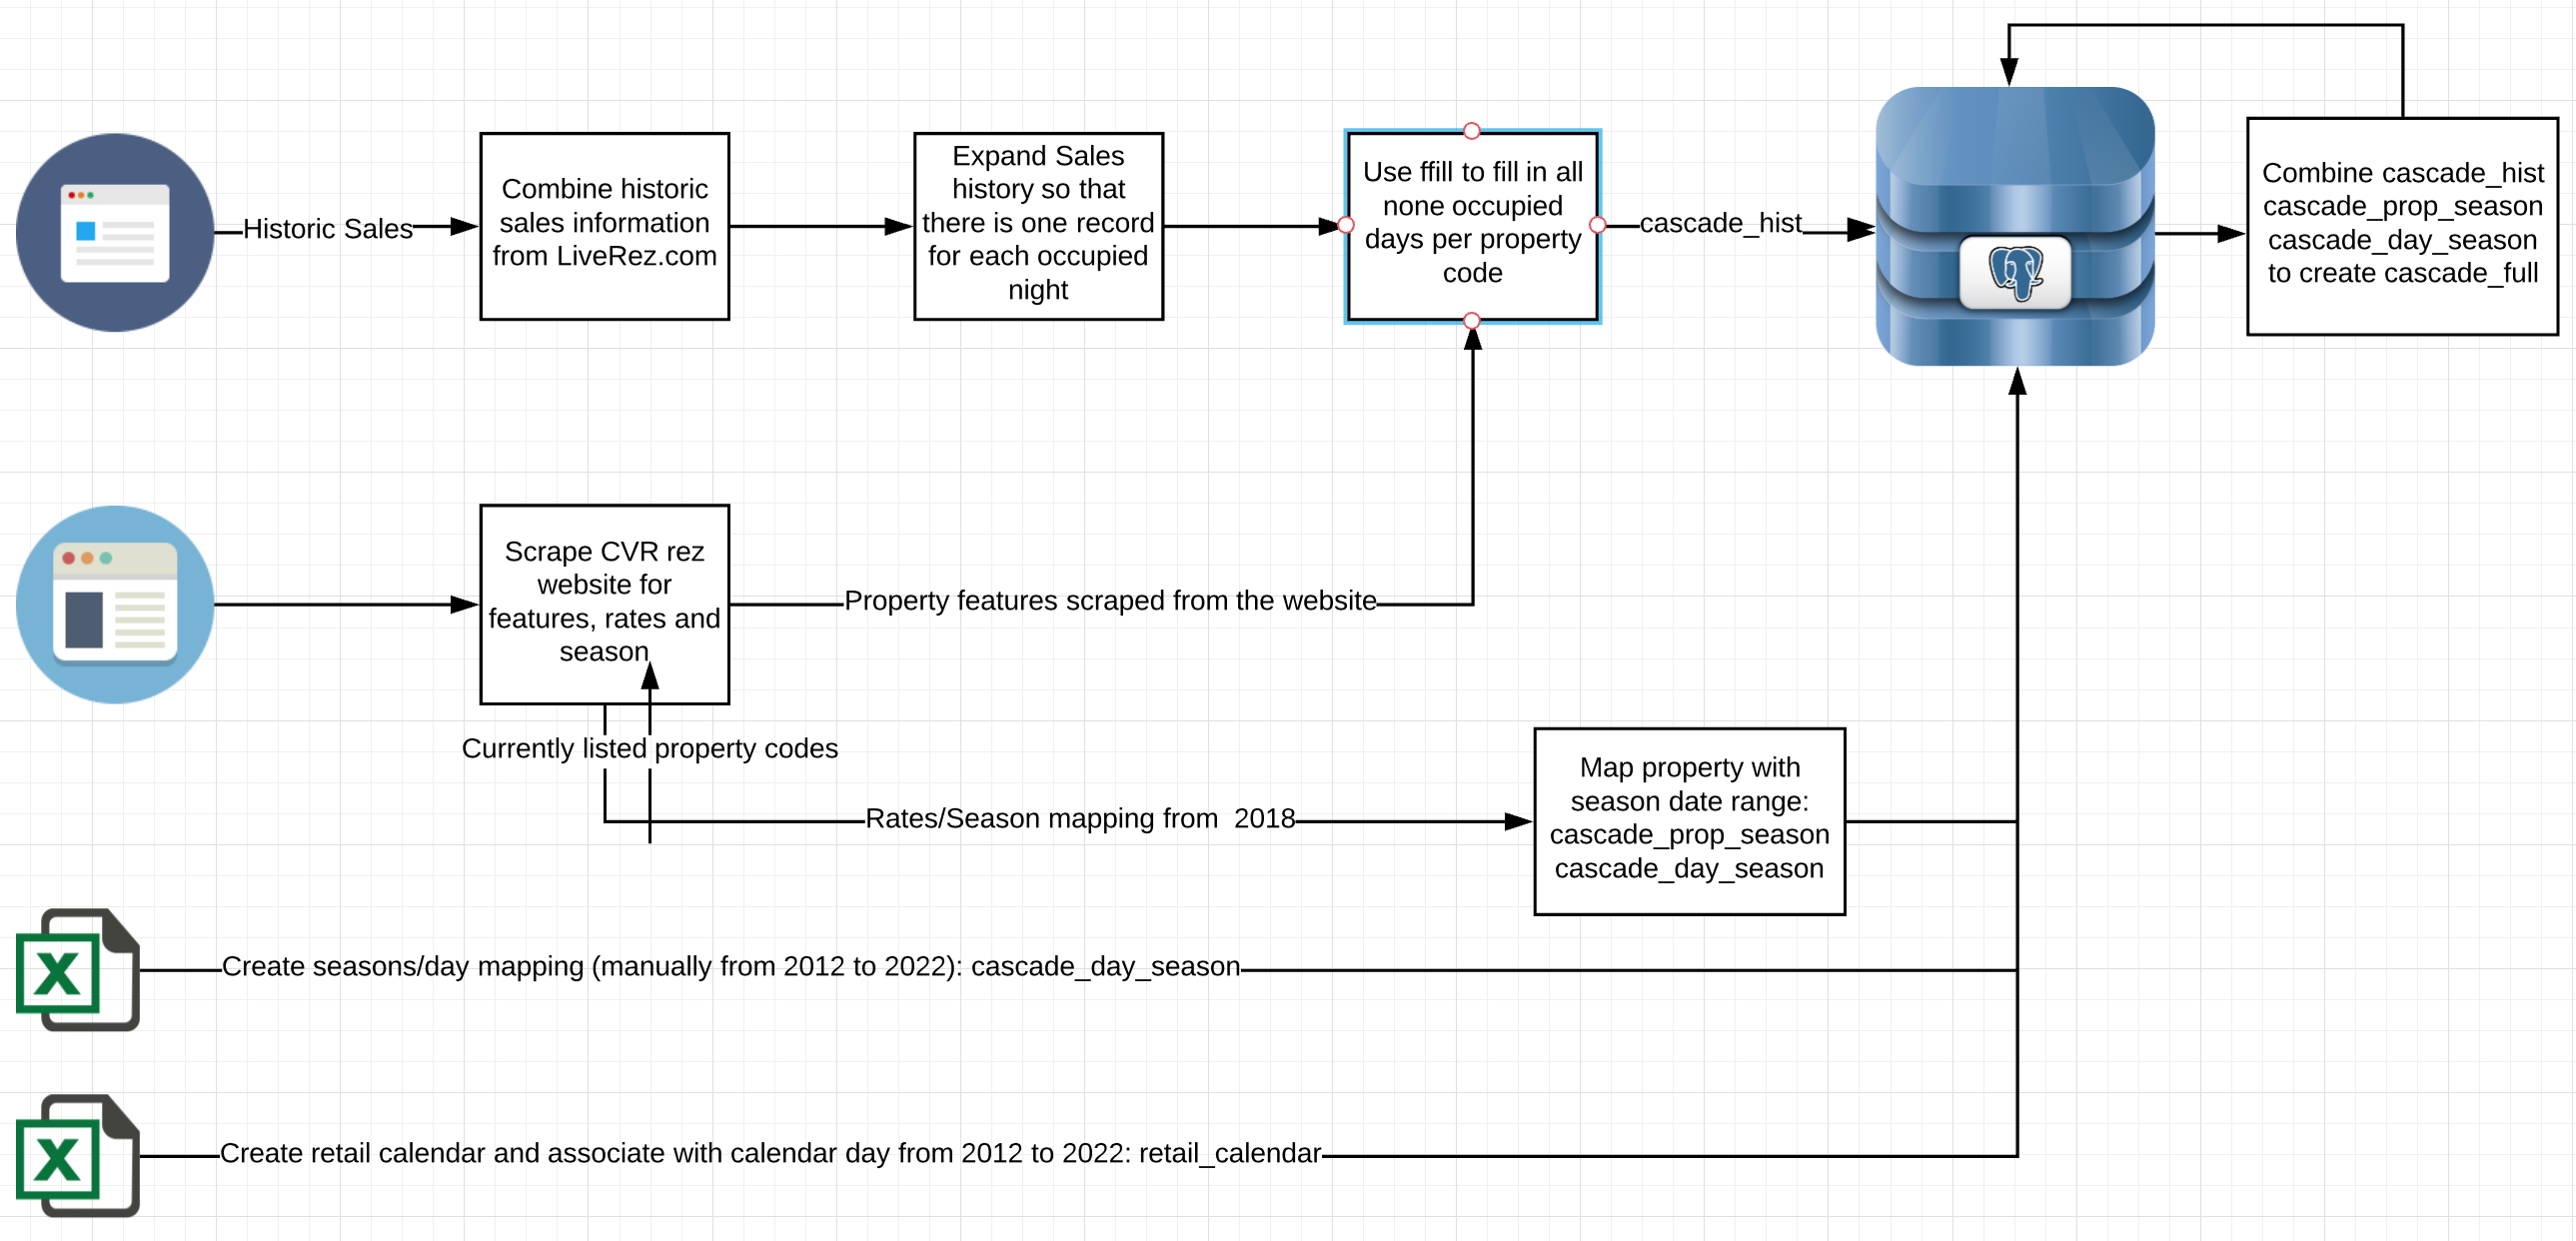 Historic Sales
Combine historic
sales information
from LiveRez.com
Expand Sales
history so that
there is one record
for each occupied
night
Use ffill to fill in all
none occupied
days per property
code
cascade_hist
Combine cascade_hist
cascade_prop_season
cascade_day_season
to create cascade_full
Scrape CVR rez
website for
features, rates and
season
Property features scraped from the website
Currently listed property codes
Rates/Season mapping from  2018
Map property with
season date range:
cascade_prop_season
cascade_day_season
Create seasons/day mapping (manually from 2012 to 2022): cascade_day_season
Create retail calendar and associate with calendar day from 2012 to 2022: retail_calendar